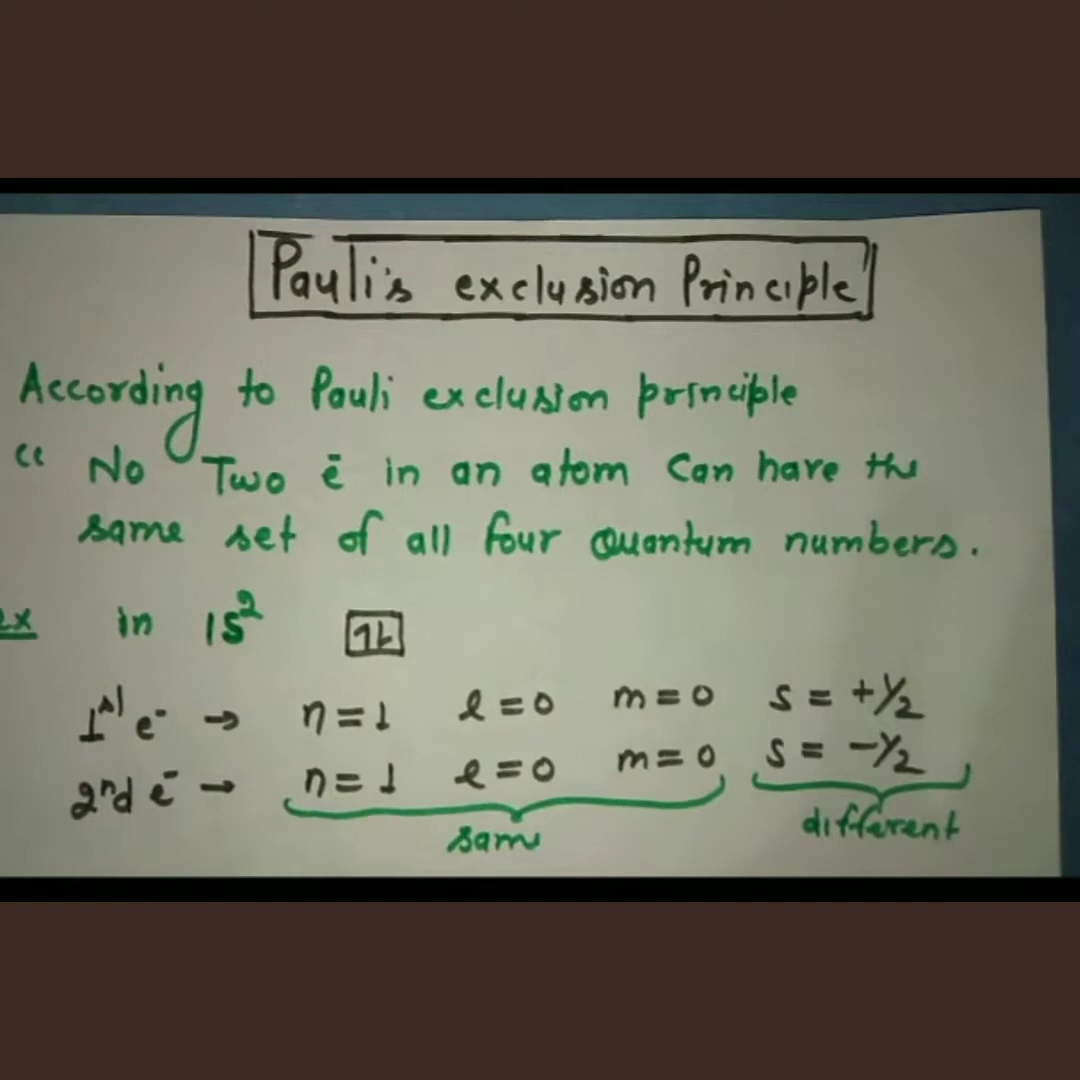 Pauli's exclusion Principle
According to Pauli exclusion principle
“ No Two ē in an atom Can have the
same set of all four Quantum numbers.
ex in 1S² ↿⇂
1st e⁻ → n=1 l=0 m=0 s=+1/2
2nd e⁻ → n=1 l=0 m=0 s=-1/2
same different